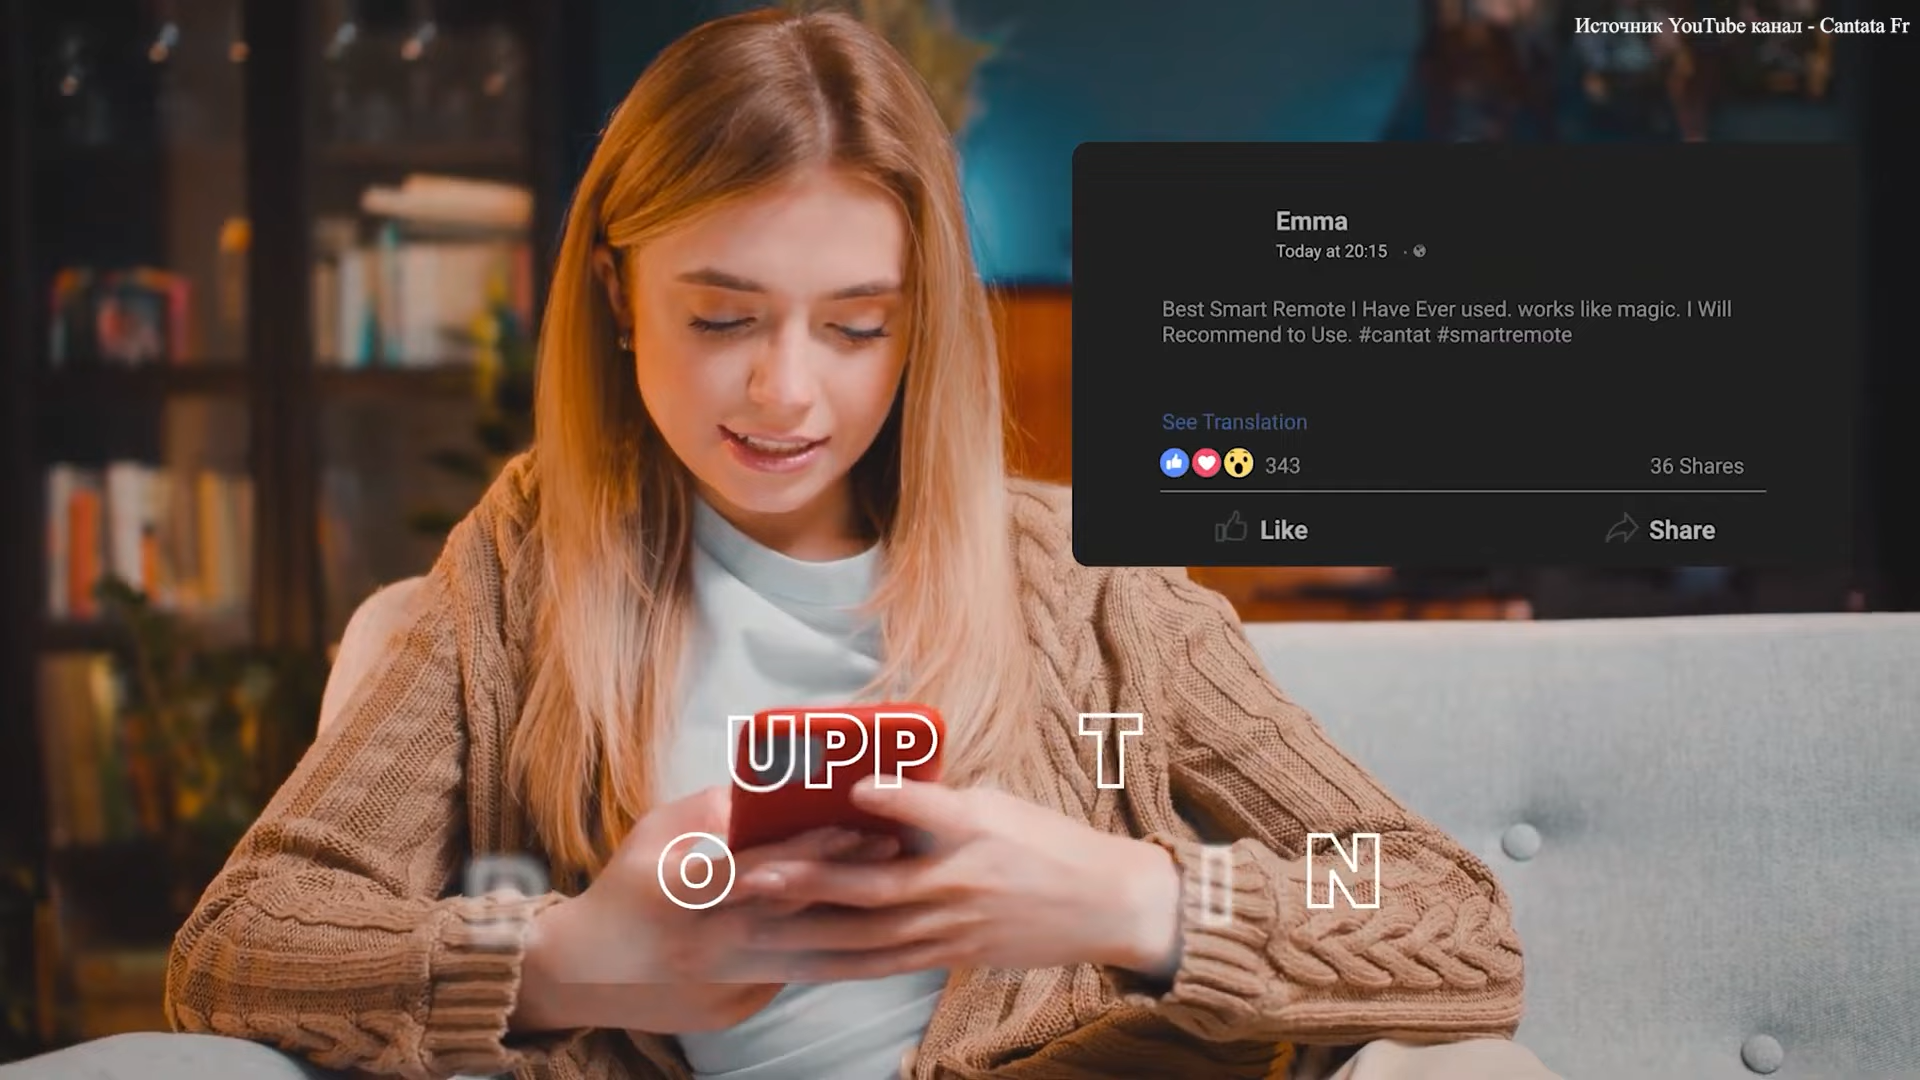 Источник YouTube канал - Cantata Fr
Emma
Today at 20:15
Best Smart Remote I Have Ever used. works like magic. I Will
Recommend to Use. #cantat #smartremote
See Translation
343
36 Shares
Like
Share
UPP T
O N